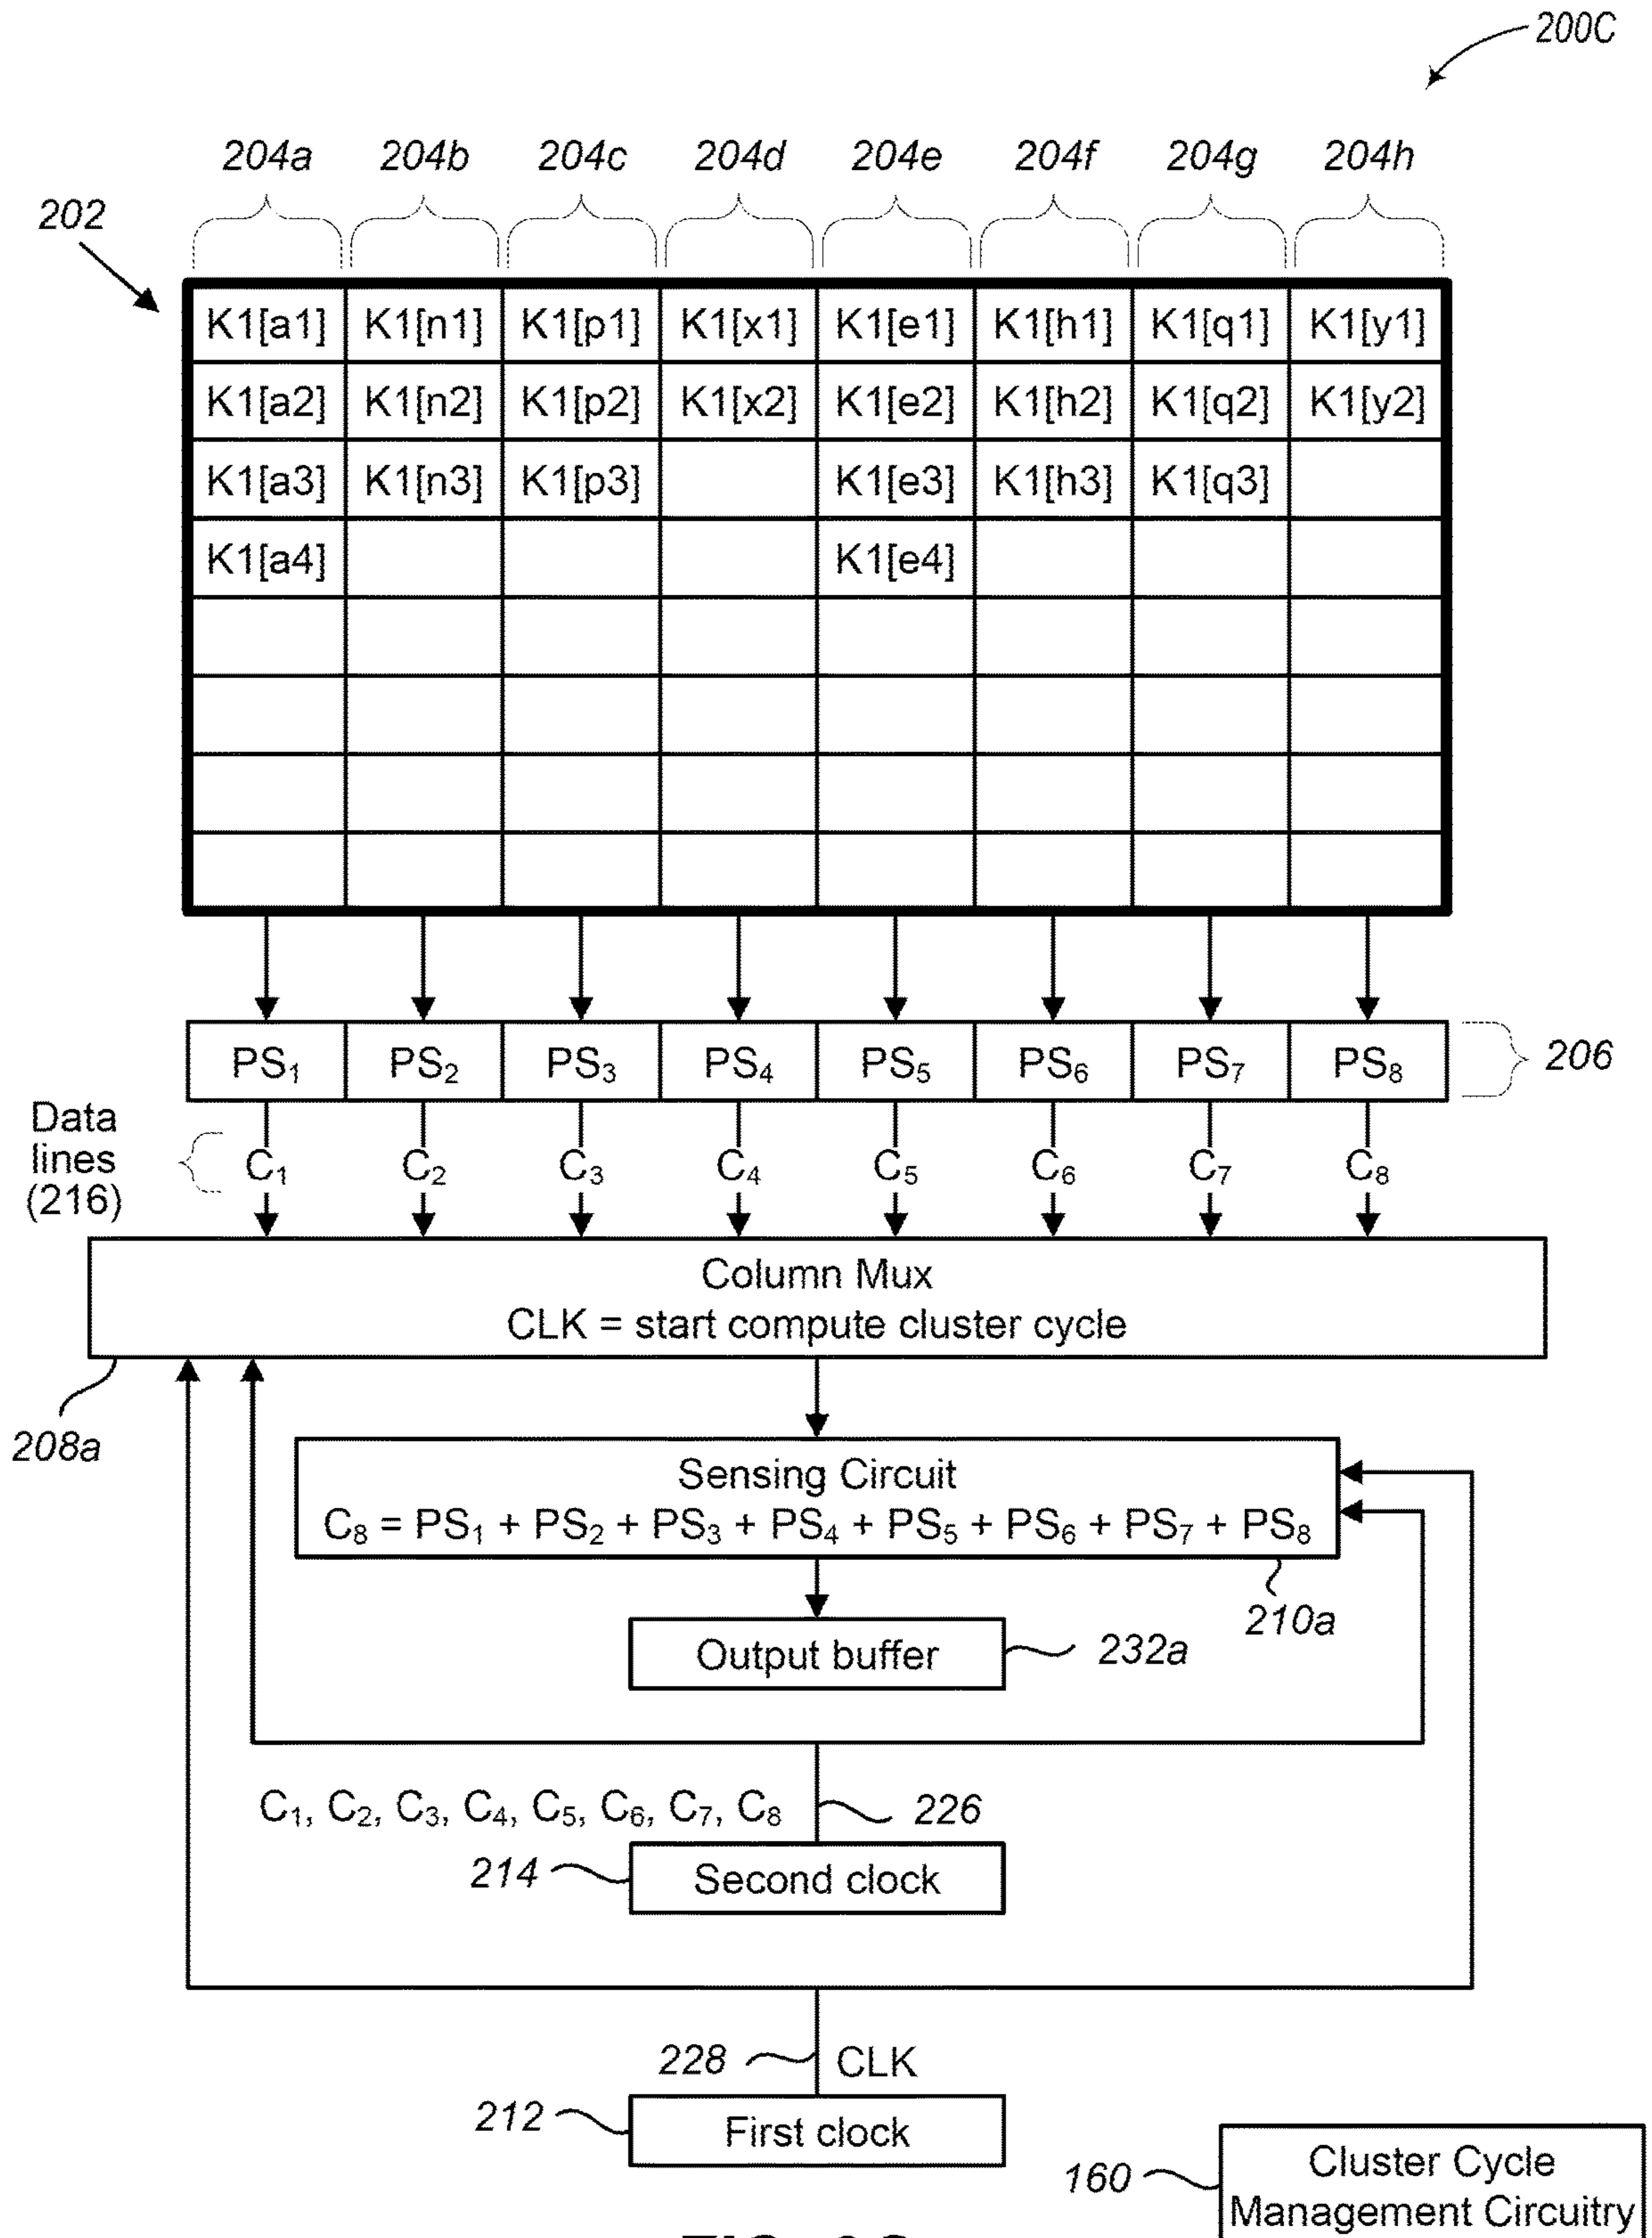 200C
204a 204b 204c 204d 204e 204f 204g 204h
202
K1[a1] K1[n1] K1[p1] K1[x1] K1[e1] K1[h1] K1[q1] K1[y1]
K1[a2] K1[n2] K1[p2] K1[x2] K1[e2] K1[h2] K1[q2] K1[y2]
K1[a3] K1[n3] K1[p3] K1[e3] K1[h3] K1[q3]
K1[a4] K1[e4]
PS₁ PS₂ PS₃ PS₄ PS₅ PS₆ PS₇ PS₈
206
Data
lines
(216)
C₁ C₂ C₃ C₄ C₅ C₆ C₇ C₈
Column Mux
CLK = start compute cluster cycle
208a
Sensing Circuit
C₈ = PS₁ + PS₂ + PS₃ + PS₄ + PS₅ + PS₆ + PS₇ + PS₈
210a
Output buffer
232a
C₁, C₂, C₃, C₄, C₅, C₆, C₇, C₈
226
214
Second clock
228
CLK
212
First clock
160
Cluster Cycle
Management Circuitry